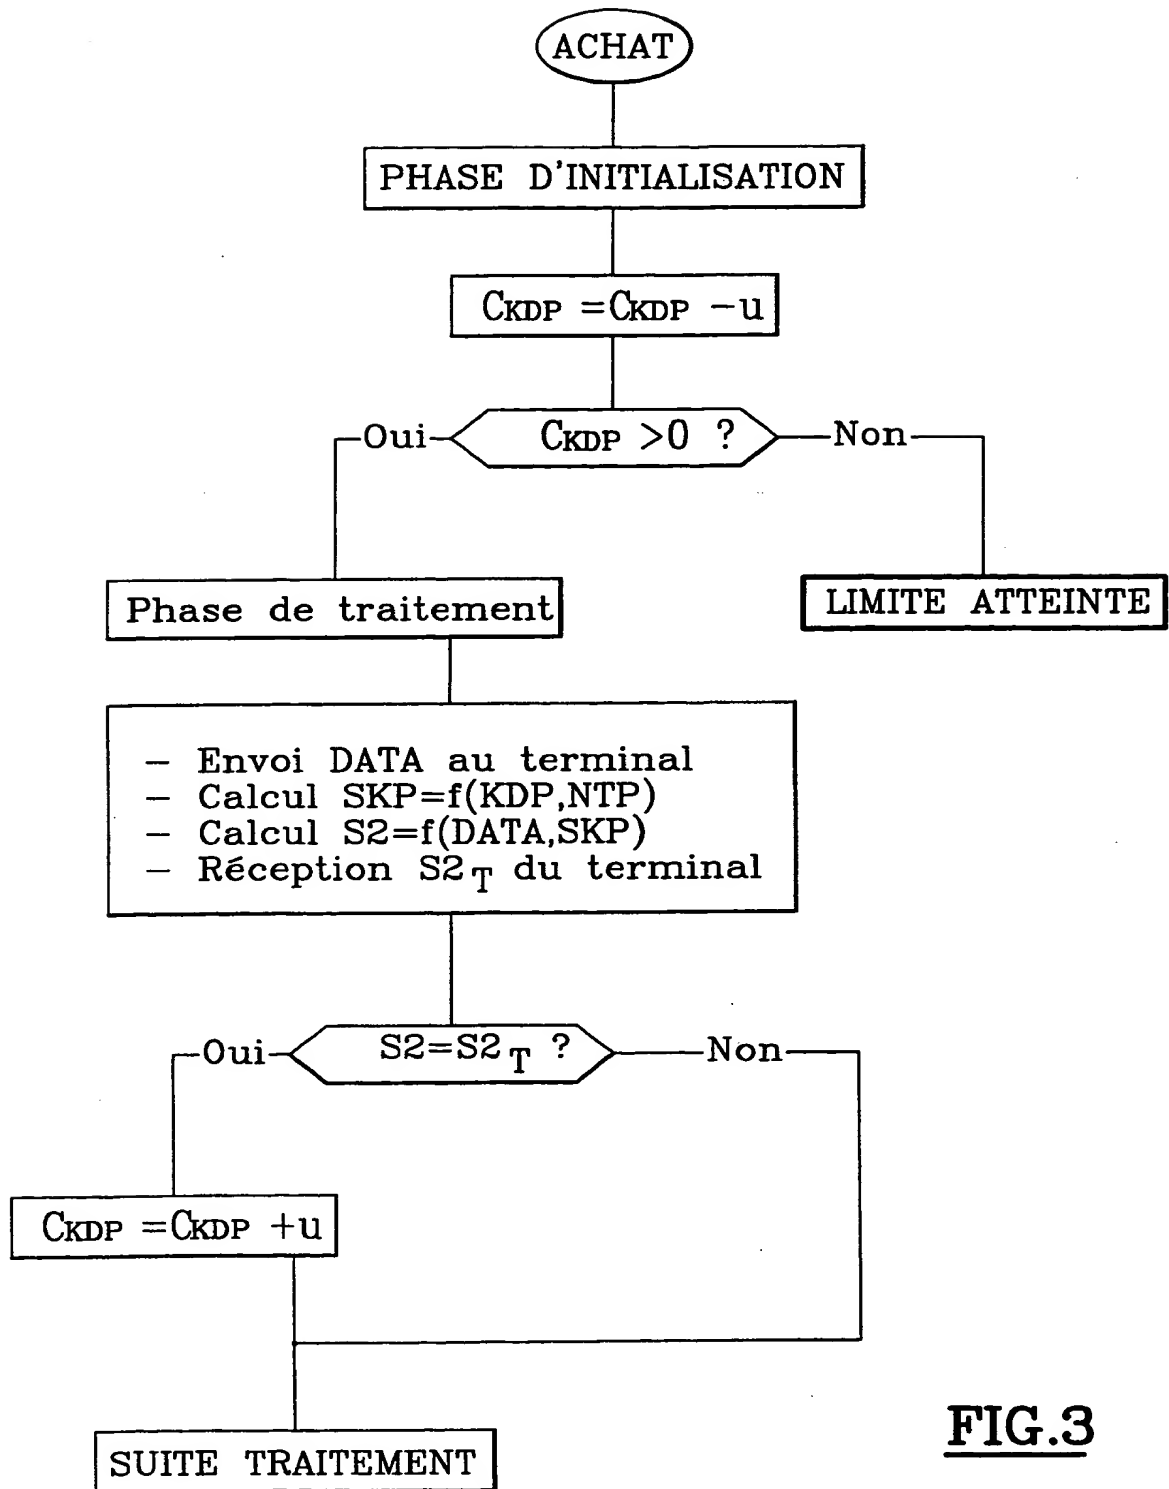 ACHAT
PHASE D'INITIALISATION
CKDP =CKDP -u
Oui
CKDP >0 ?
Non
Phase de traitement
LIMITE ATTEINTE
- Envoi DATA au terminal
- Calcul SKP=f(KDP,NTP)
- Calcul S2=f(DATA,SKP)
- Réception S2T du terminal
Oui
S2=S2T ?
Non
CKDP =CKDP +u
SUITE TRAITEMENT
FIG.3